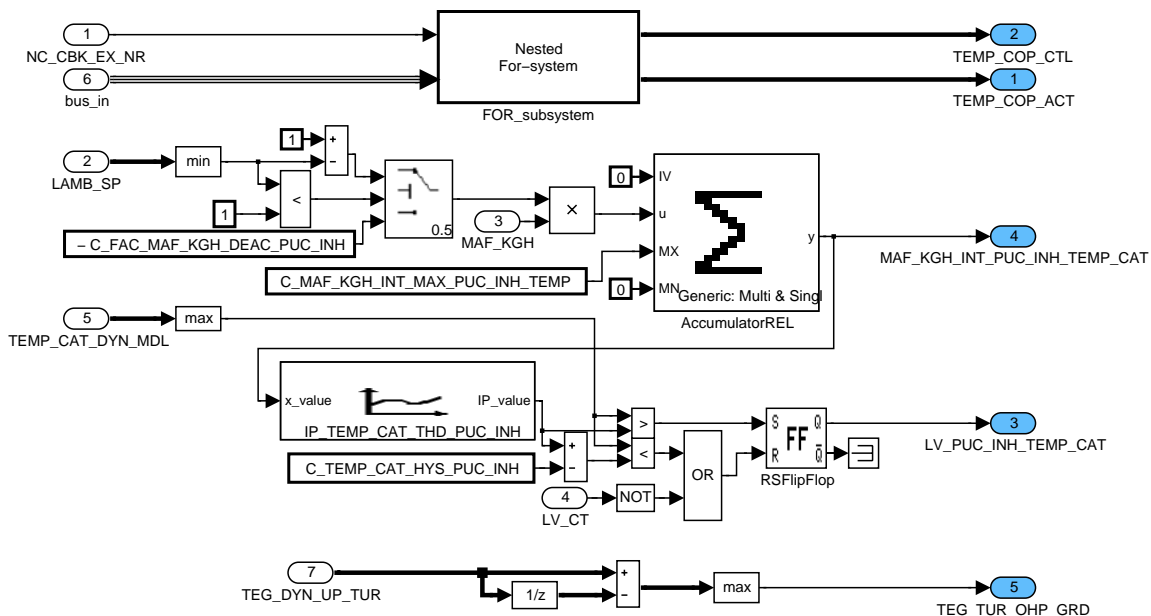 1
NC_CBK_EX_NR
6
bus_in
Nested
For−system
FOR_subsystem
2
TEMP_COP_CTL
1
TEMP_COP_ACT
2
LAMB_SP
min
1
+
−
<
1
− C_FAC_MAF_KGH_DEAC_PUC_INH
0.5
3
MAF_KGH
×
0
IV
u
MX
MN
y
Generic: Multi & Singl
AccumulatorREL
C_MAF_KGH_INT_MAX_PUC_INH_TEMP
0
4
MAF_KGH_INT_PUC_INH_TEMP_CAT
5
TEMP_CAT_DYN_MDL
max
x_value
IP_value
IP_TEMP_CAT_THD_PUC_INH
C_TEMP_CAT_HYS_PUC_INH
+
−
>
<
4
LV_CT
NOT
OR
S Q
FF
R Q̅
RSFlipFlop
3
LV_PUC_INH_TEMP_CAT
7
TEG_DYN_UP_TUR
1/z
+
−
max
5
TEG_TUR_OHP_GRD